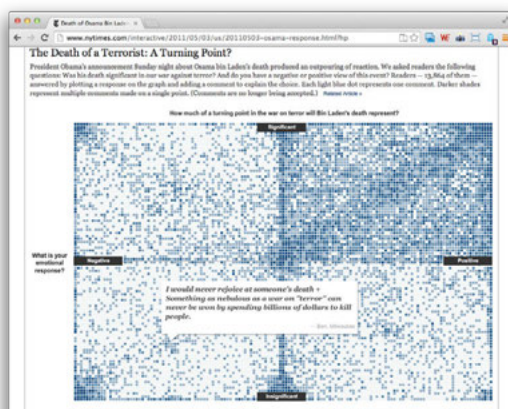 Death of Osama Bin Laden
www.nytimes.com/interactive/2011/05/03/us/20110503-osama-response.html?hp
The Death of a Terrorist: A Turning Point?
President Obama's announcement Sunday night about Osama bin Laden's death produced an outpouring of reaction. We asked readers the following
questions: Was his death significant in our war against terror? And do you have a negative or positive view of this event? Readers — 13,864 of them —
answered by plotting a response on the graph and adding a comment to explain the choice. Each light blue dot represents one comment. Darker shades
represent multiple comments made on a single point. (Comments are no longer being accepted.) Related Article »
How much of a turning point in the war on terror will Bin Laden's death represent?
Significant
What is your
emotional
response?
Negative
Positive
I would never rejoice at someone's death +
Something as nebulous as a war on "terror" can
never be won by spending billions of dollars to kill
people.
Insignificant